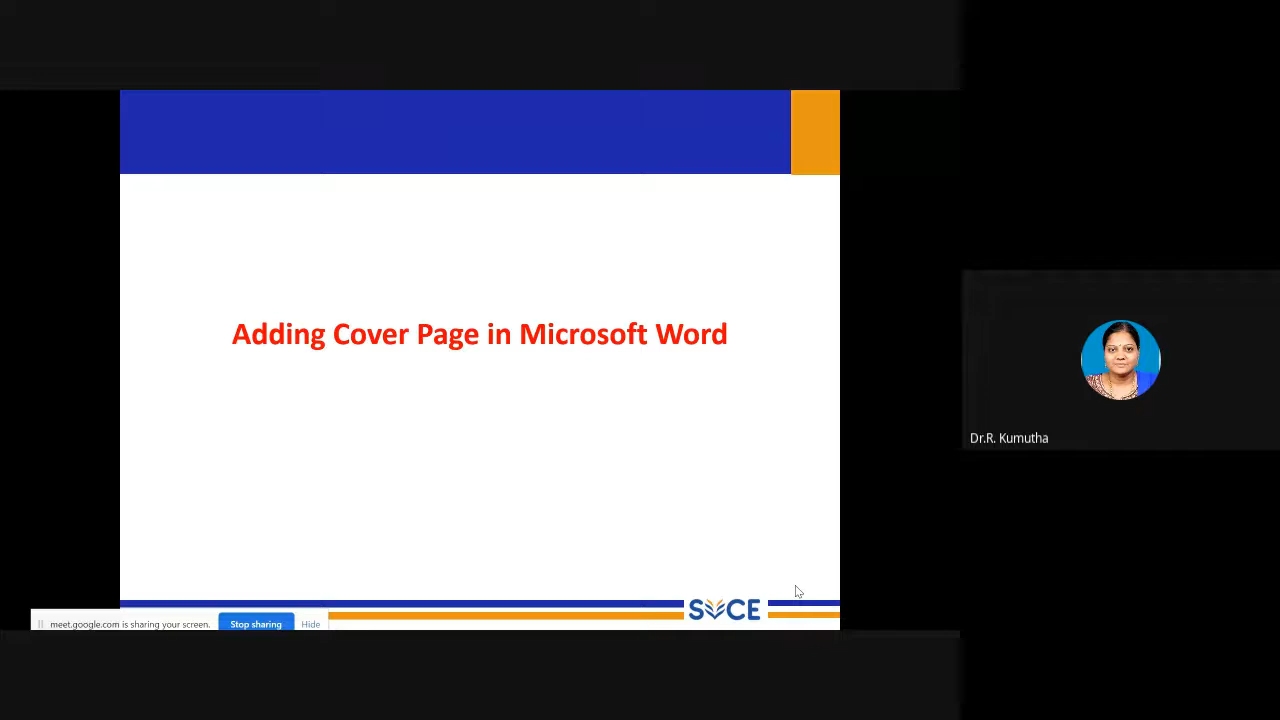 Adding Cover Page in Microsoft Word
Dr.R. Kumutha
SVCE
meet.google.com is sharing your screen.
Stop sharing
Hide